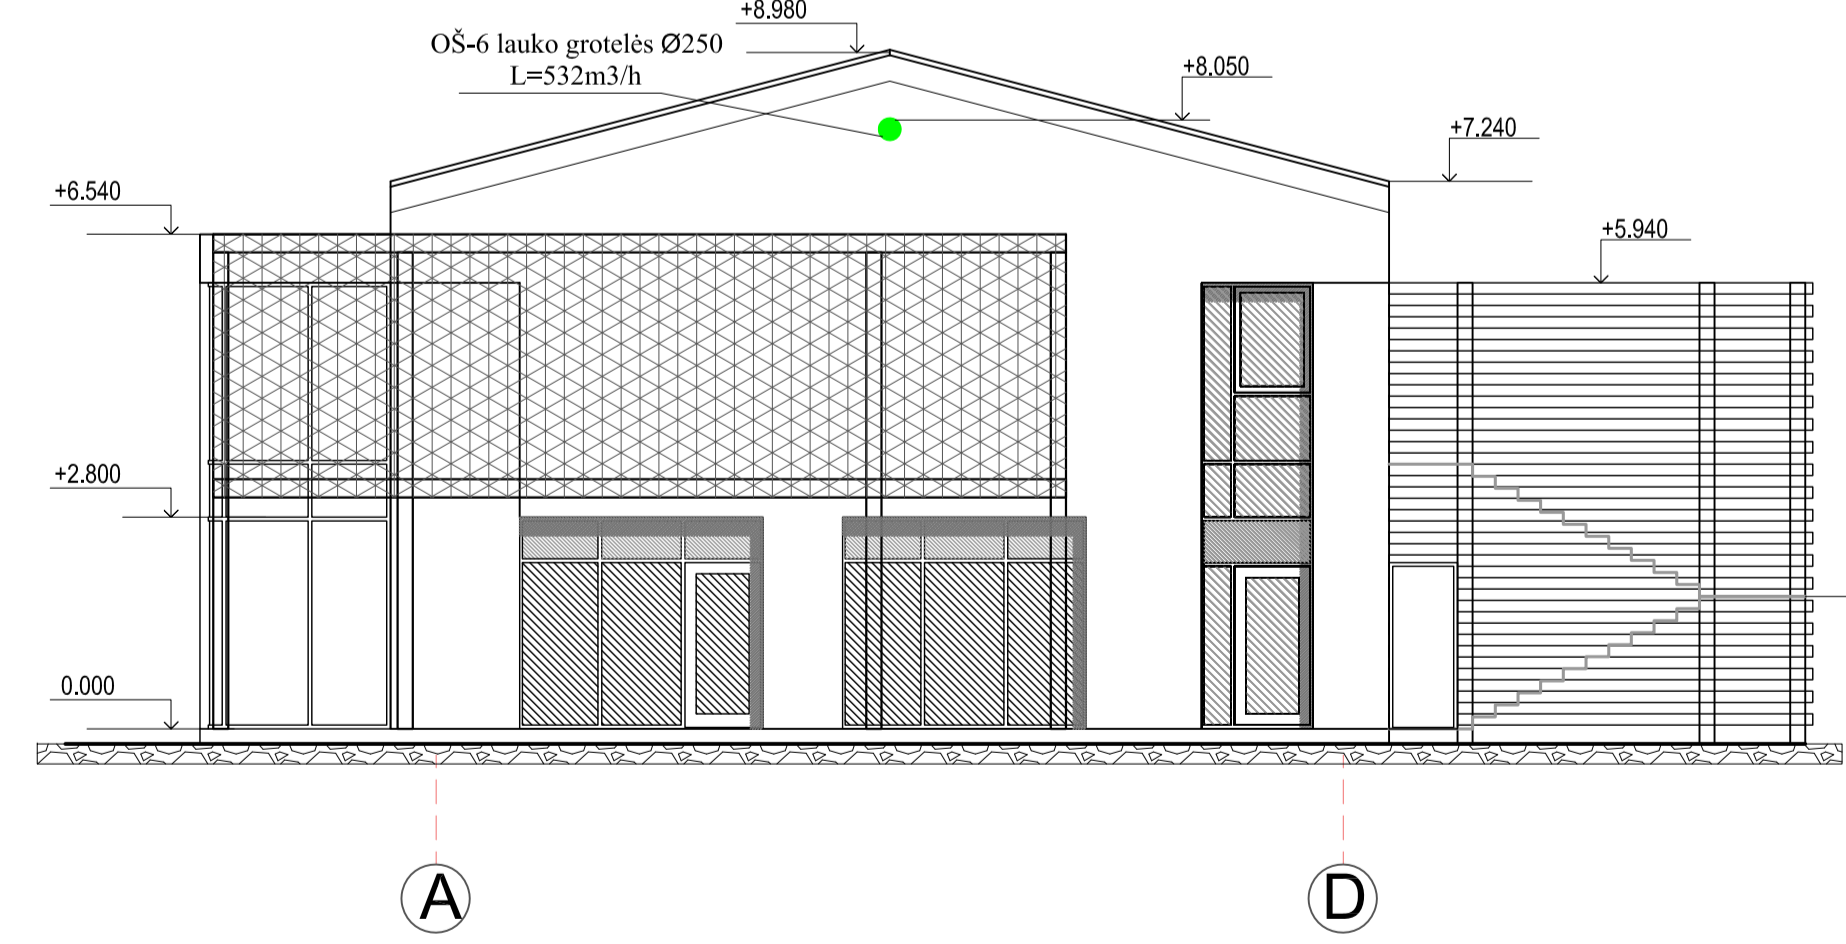 +8.980
OŠ-6 lauko grotelės Ø250
L=532m3/h
+8.050
+7.240
+6.540
+5.940
+2.800
0.000
A
D